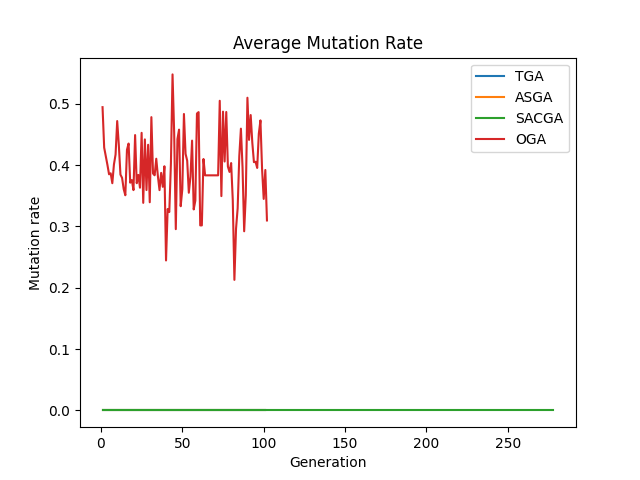 Average Mutation Rate
TGA
ASGA
SACGA
OGA
0.5
0.4
0.3
0.2
0.1
0.0
Mutation rate
0
50
100
150
200
250
Generation